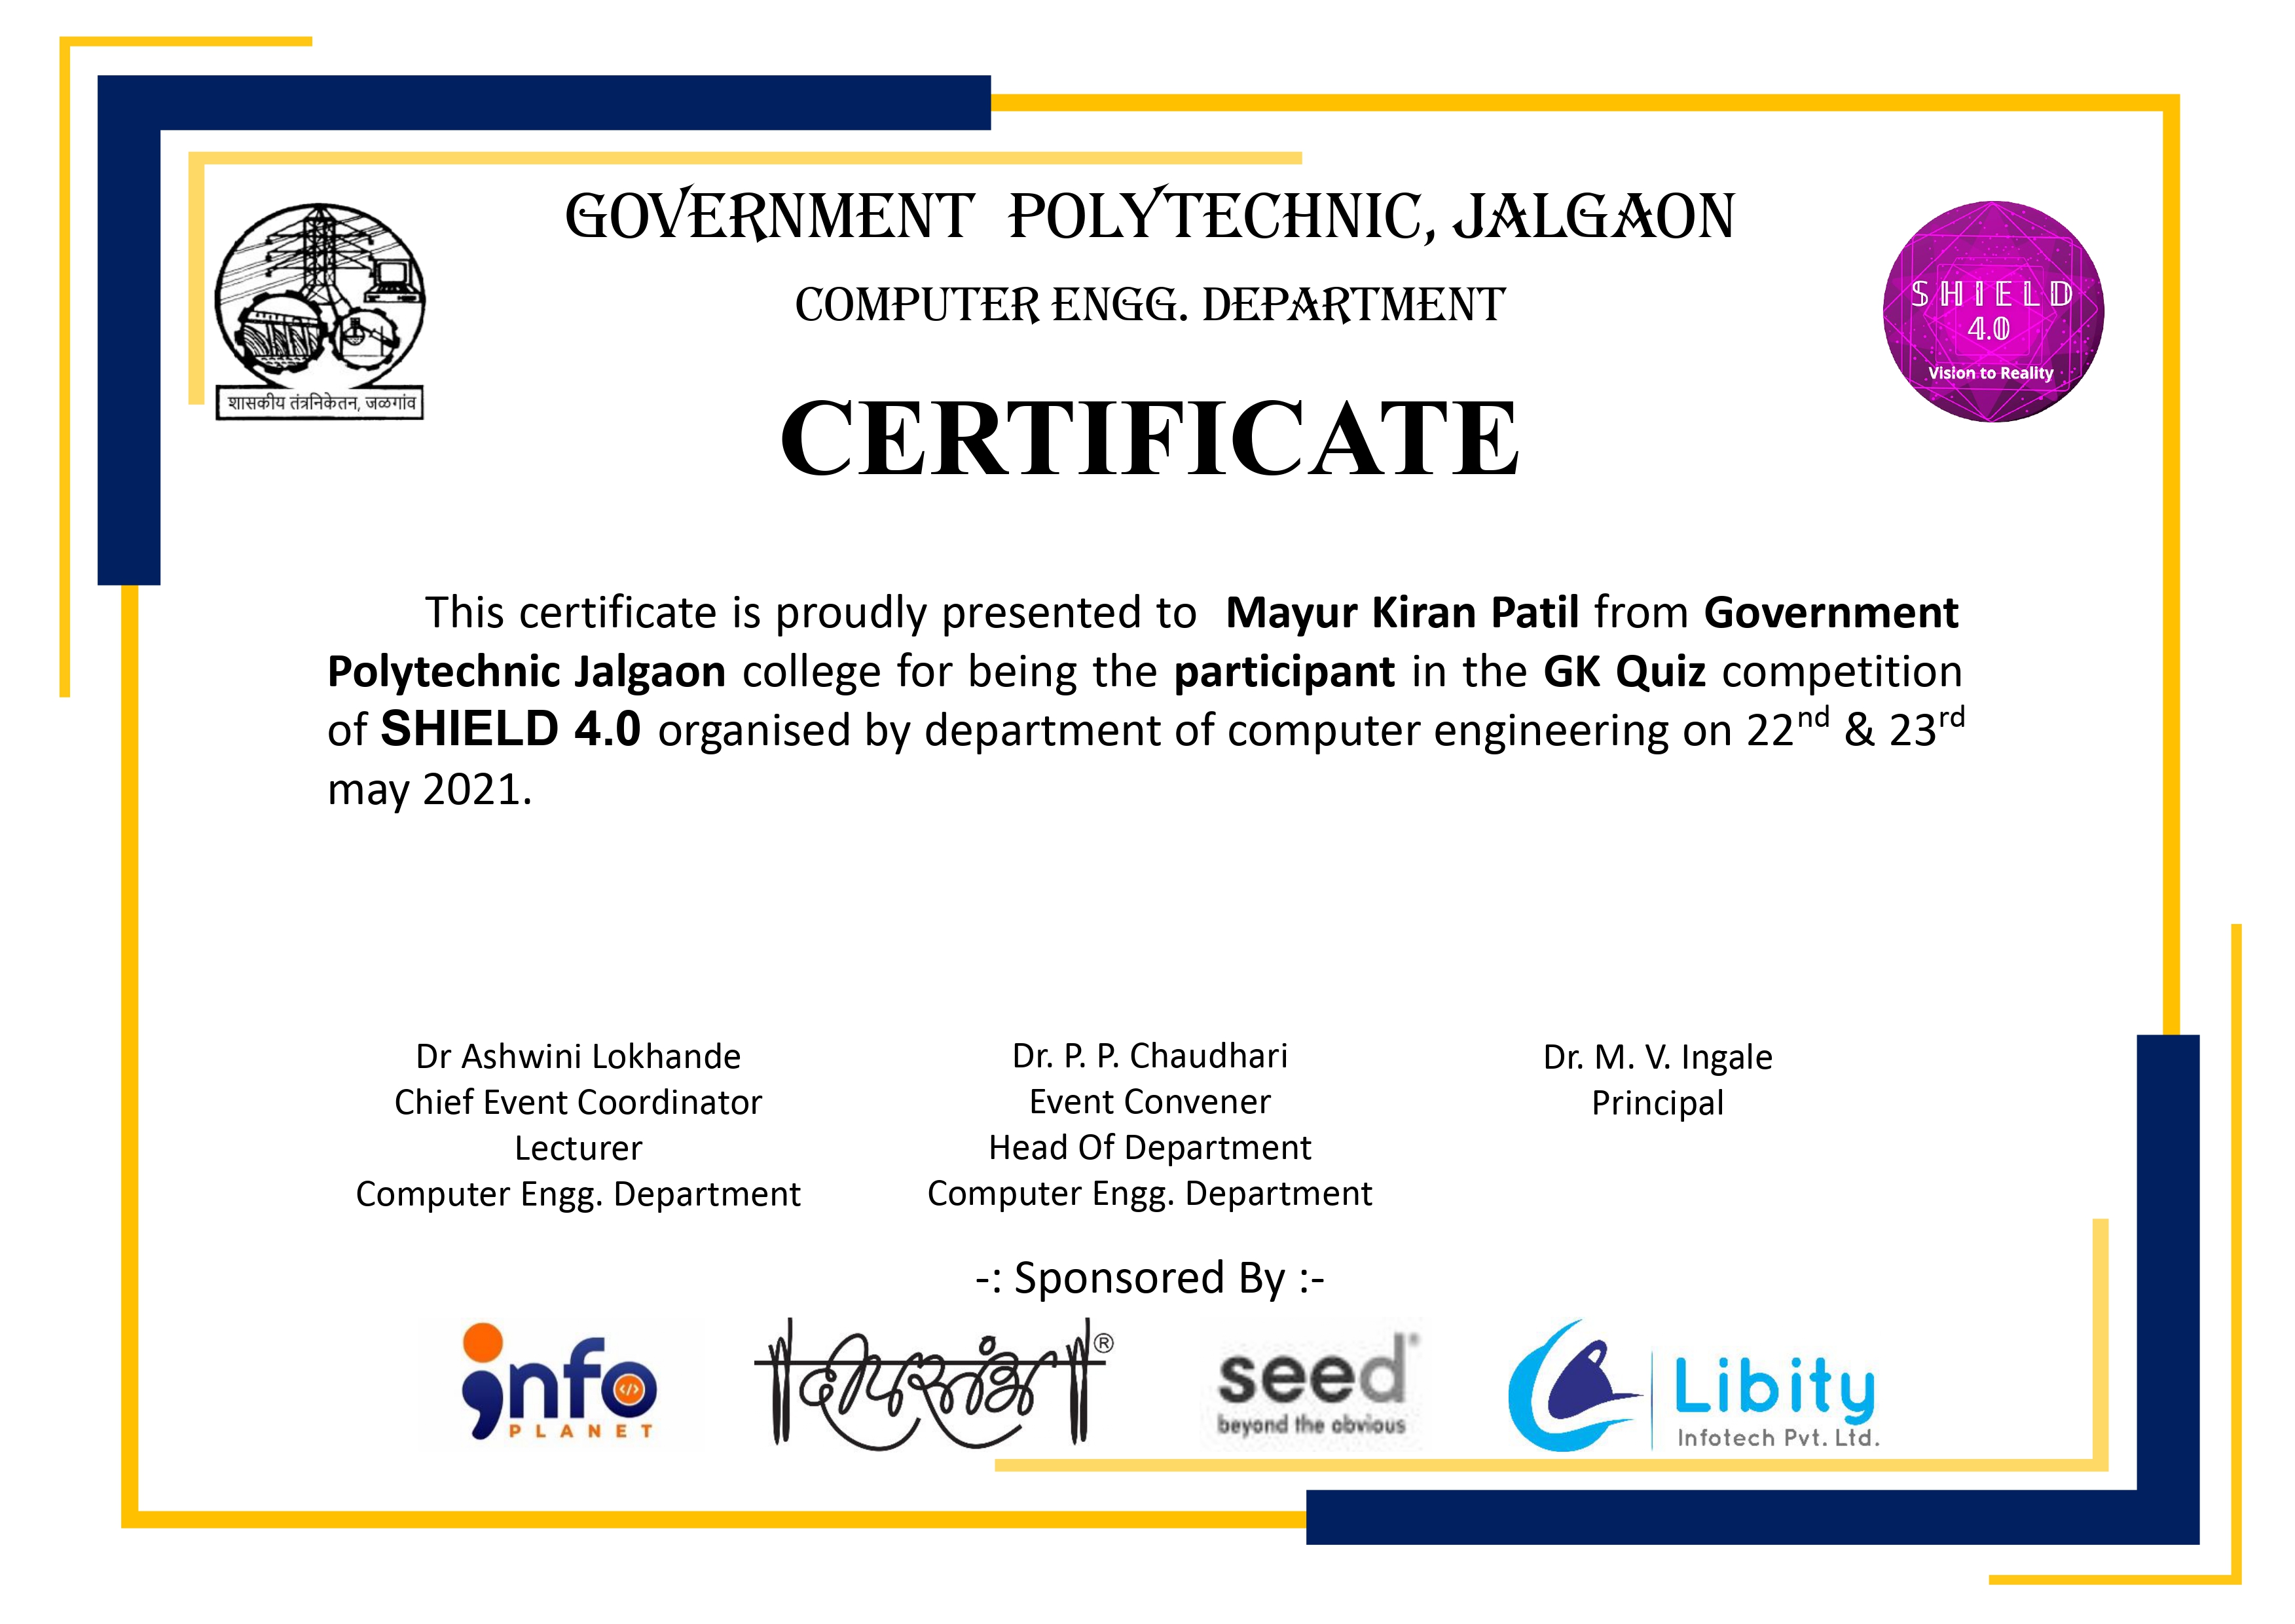 GOVERNMENT POLYTECHNIC, JALGAON
COMPUTER ENGG. DEPARTMENT
शासकीय तंत्रनिकेतन, जळगांव
SHIELD
4.0
Vision to Reality
CERTIFICATE
This certificate is proudly presented to Mayur Kiran Patil from Government
Polytechnic Jalgaon college for being the participant in the GK Quiz competition
of SHIELD 4.0 organised by department of computer engineering on 22nd & 23rd
may 2021.
Dr Ashwini Lokhande
Chief Event Coordinator
Lecturer
Computer Engg. Department
Dr. P. P. Chaudhari
Event Convener
Head Of Department
Computer Engg. Department
Dr. M. V. Ingale
Principal
-: Sponsored By :-
info
PLANET
दीपस्तंभ ®
seed
beyond the obvious
Libity
Infotech Pvt. Ltd.